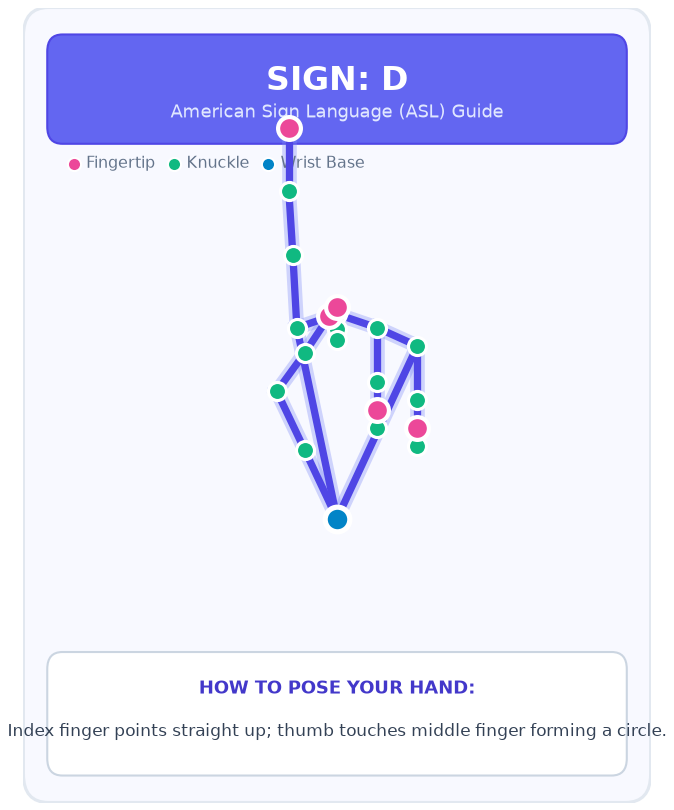 SIGN: D
American Sign Language (ASL) Guide
Fingertip Knuckle Wrist Base
HOW TO POSE YOUR HAND:
Index finger points straight up; thumb touches middle finger forming a circle.